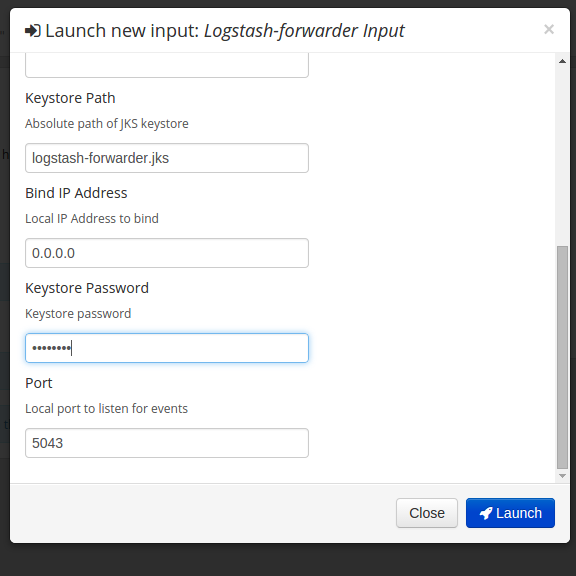 Launch new input: Logstash-forwarder Input ×
Keystore Path
Absolute path of JKS keystore
logstash-forwarder.jks
Bind IP Address
Local IP Address to bind
0.0.0.0
Keystore Password
Keystore password
••••••••
Port
Local port to listen for events
5043
Close Launch